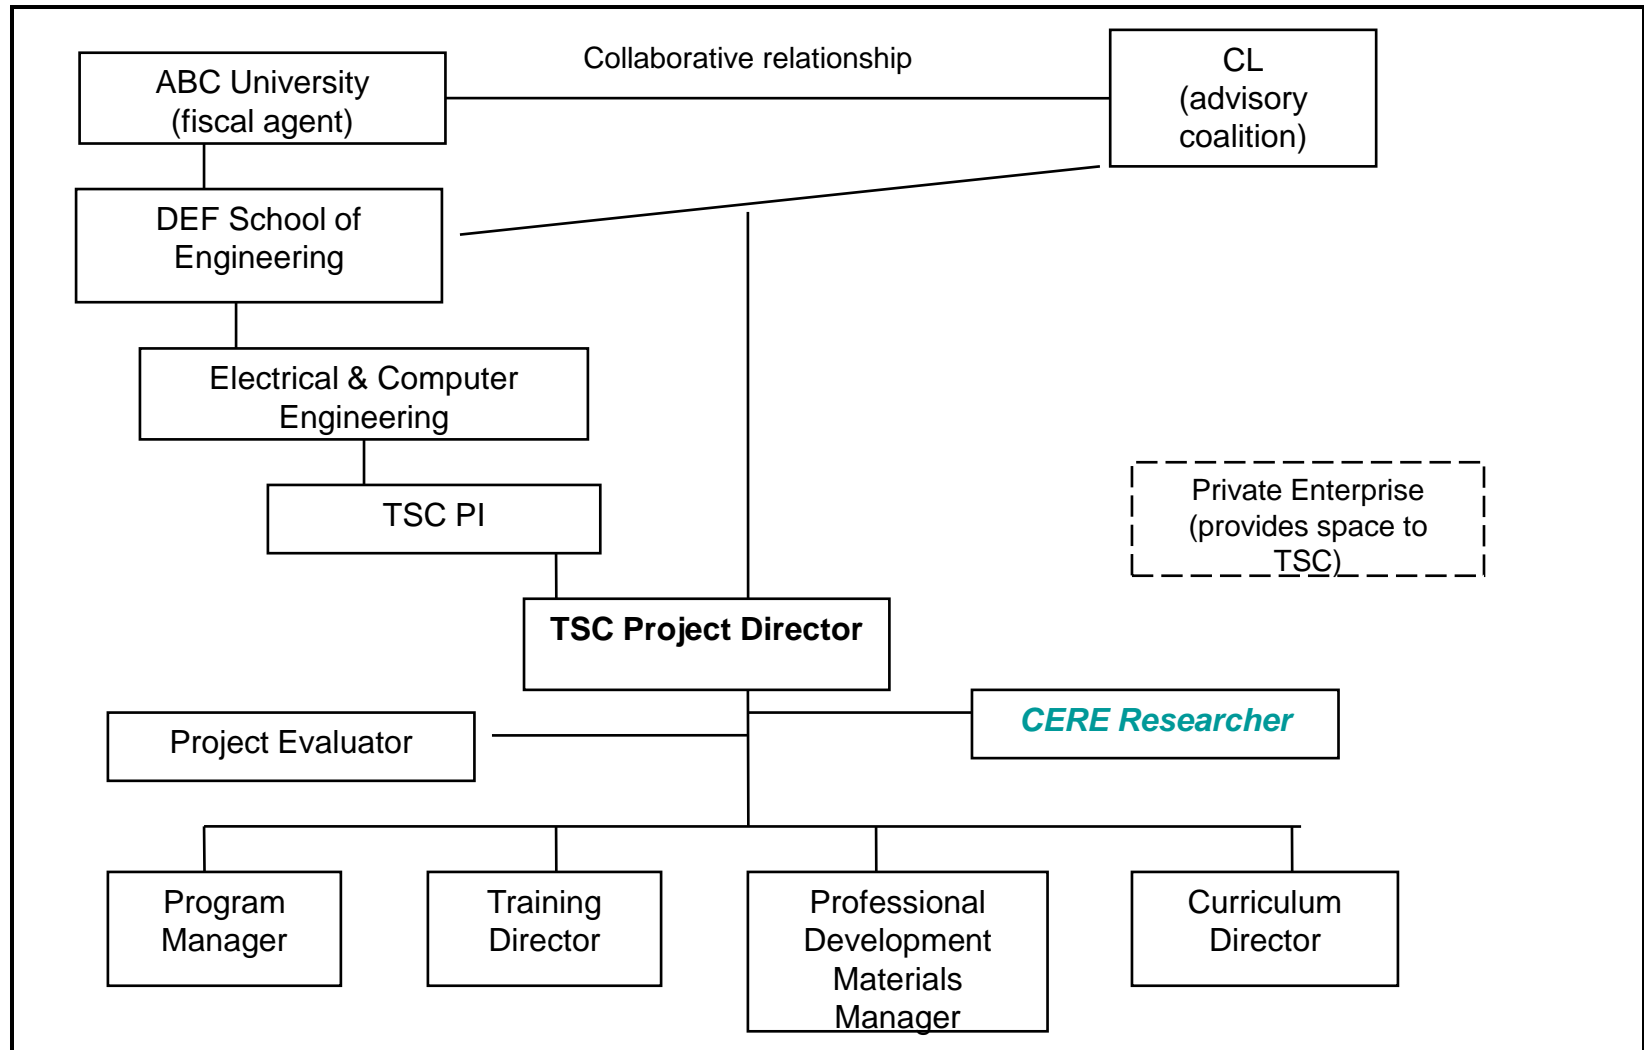 Collaborative relationship
ABC University
(fiscal agent)
CL
(advisory
coalition)
DEF School of
Engineering
Electrical & Computer
Engineering
TSC PI
Private Enterprise
(provides space to
TSC)
TSC Project Director
CERE Researcher
Project Evaluator
Program
Manager
Training
Director
Professional
Development
Materials
Manager
Curriculum
Director